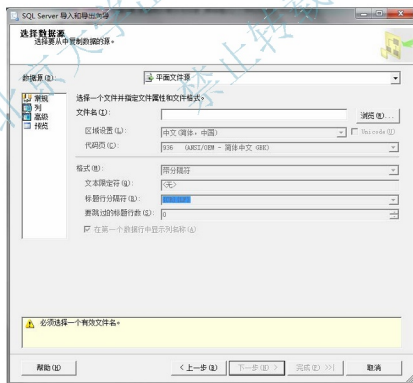 SQL Server 导入和导出向导
选择数据源
选择要从中复制数据的源。
数据源(D): 平面文件源
常规
列
高级
预览
选择一个文件并指定文件属性和文件格式。
文件名(I): 浏览(W)...
区域设置(L): 中文(简体，中国) Unicode(U)
代码页(C): 936 (ANSI/OEM - 简体中文 GBK)
格式(M): 带分隔符
文本限定符(Q): <无>
标题行分隔符(R):
要跳过的标题行数(S): 0
在第一个数据行中显示列名称(A)
必须选择一个有效文件名。
帮助(H) < 上一步(B) 下一步(N) > 完成(F) >>| 取消
禁止转载